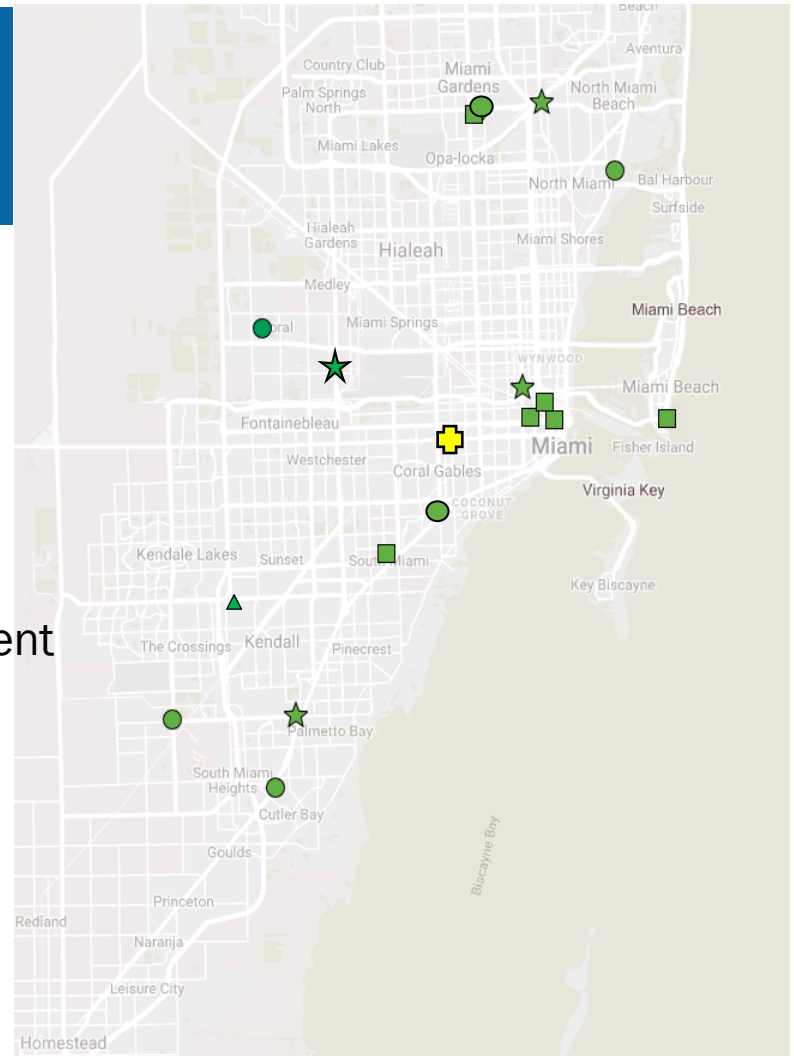 Beach
Aventura
Country Club
Miami
Gardens
Palm Springs
North
North Miami
Beach
Miami Lakes
Opa-locka
North Miami
Bal Harbour
Surfside
Hialeah
Gardens
Hialeah
Miami Shores
Medley
Miami Beach
Miami Springs
oral
WYNWOOD
Miami Beach
Fontainebleau
Miami
Fisher Island
Westchester
Coral Gables
Virginia Key
COCONUT
GROVE
Kendale Lakes
Sunset
South Miami
Key Biscayne
ent
The Crossings
Kendall
Pinecrest
Palmetto Bay
South Miami
Heights
Cutler Bay
Goulds
Biscayne Bay
Princeton
Redland
Naranja
Leisure City
Homestead